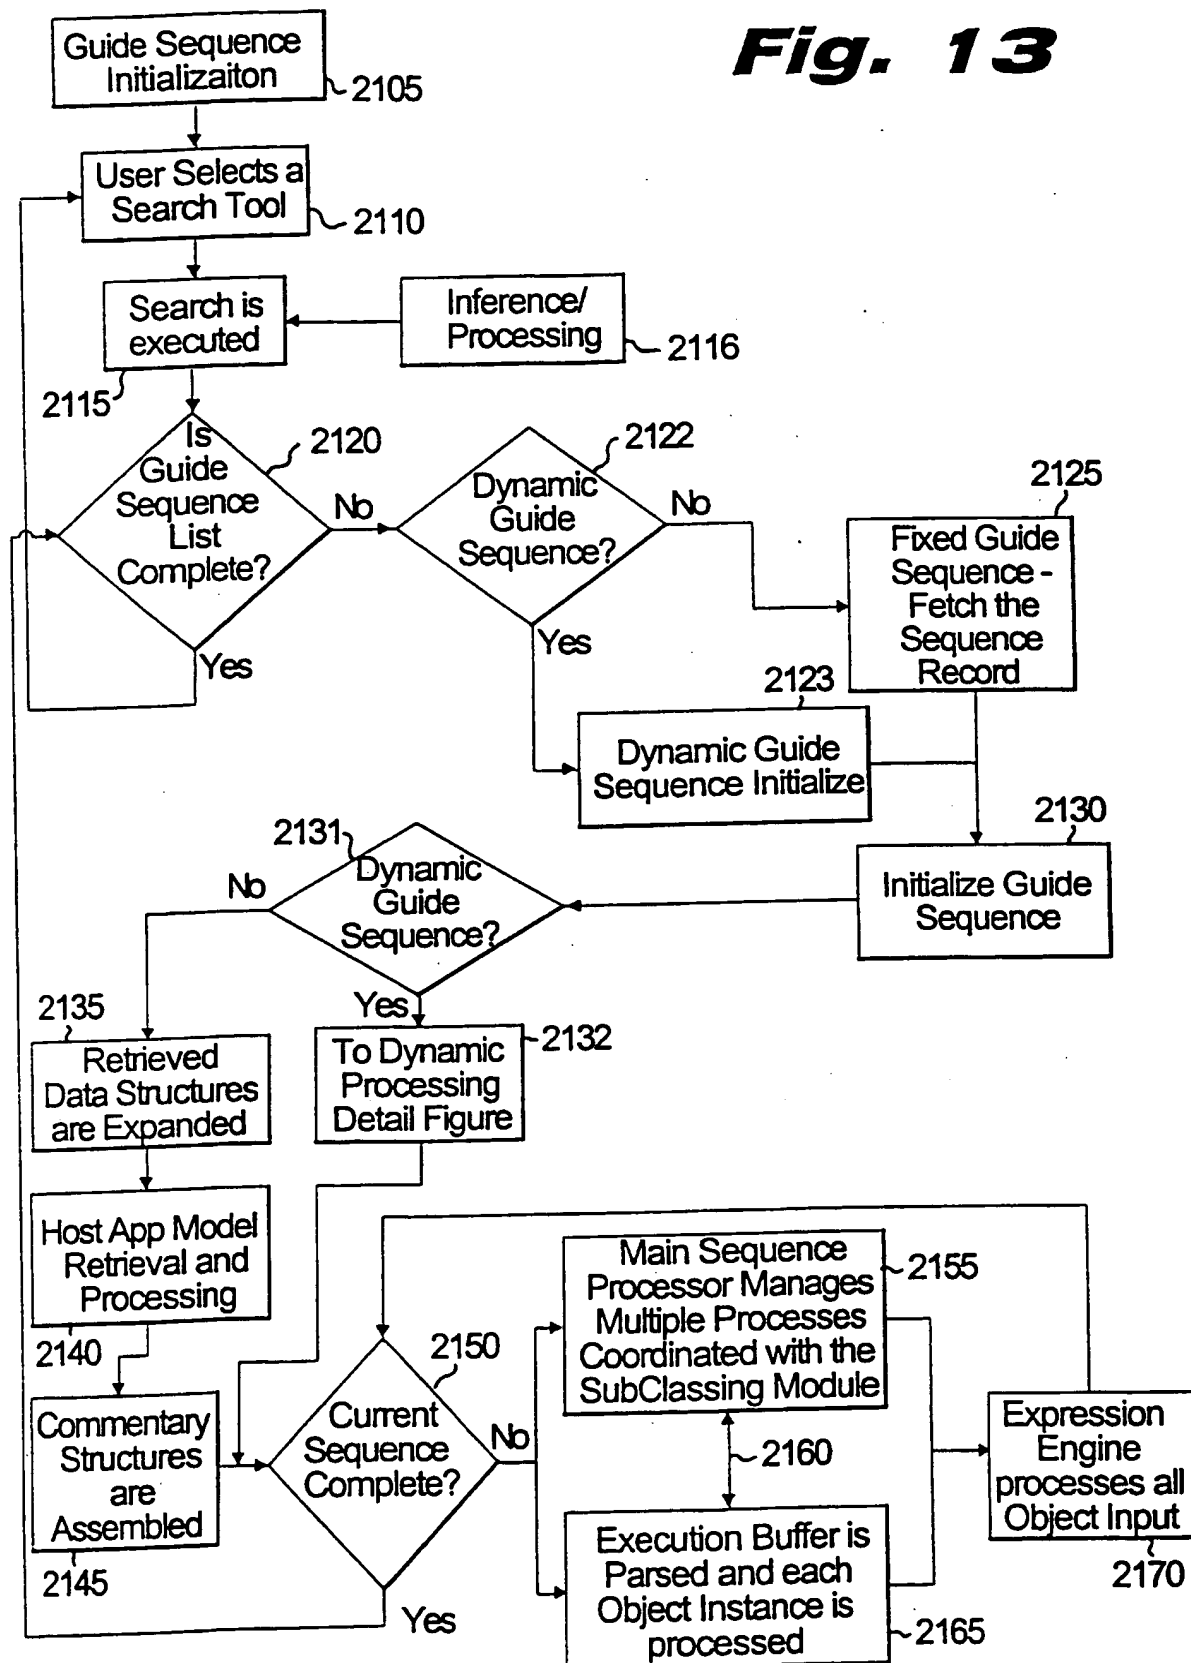 Fig. 13
Guide Sequence
Initializaiton
2105
User Selects a
Search Tool
2110
Search is
executed
2115
Inference/
Processing
2116
Is
Guide
Sequence
List
Complete?
2120
No
Yes
Dynamic
Guide
Sequence?
2122
No
Yes
2125
Fixed Guide
Sequence -
Fetch the
Sequence
Record
2123
Dynamic Guide
Sequence Initialize
2130
Initialize Guide
Sequence
2131
Dynamic
Guide
Sequence?
No
Yes
2135
Retrieved
Data Structures
are Expanded
2132
To Dynamic
Processing
Detail Figure
Host App Model
Retrieval and
Processing
2140
Commentary
Structures
are
Assembled
2145
2150
Current
Sequence
Complete?
No
Yes
Main Sequence
Processor Manages
Multiple Processes
Coordinated with the
SubClassing Module
2155
2160
Execution Buffer is
Parsed and each
Object Instance is
processed
2165
Expression
Engine
processes all
Object Input
2170